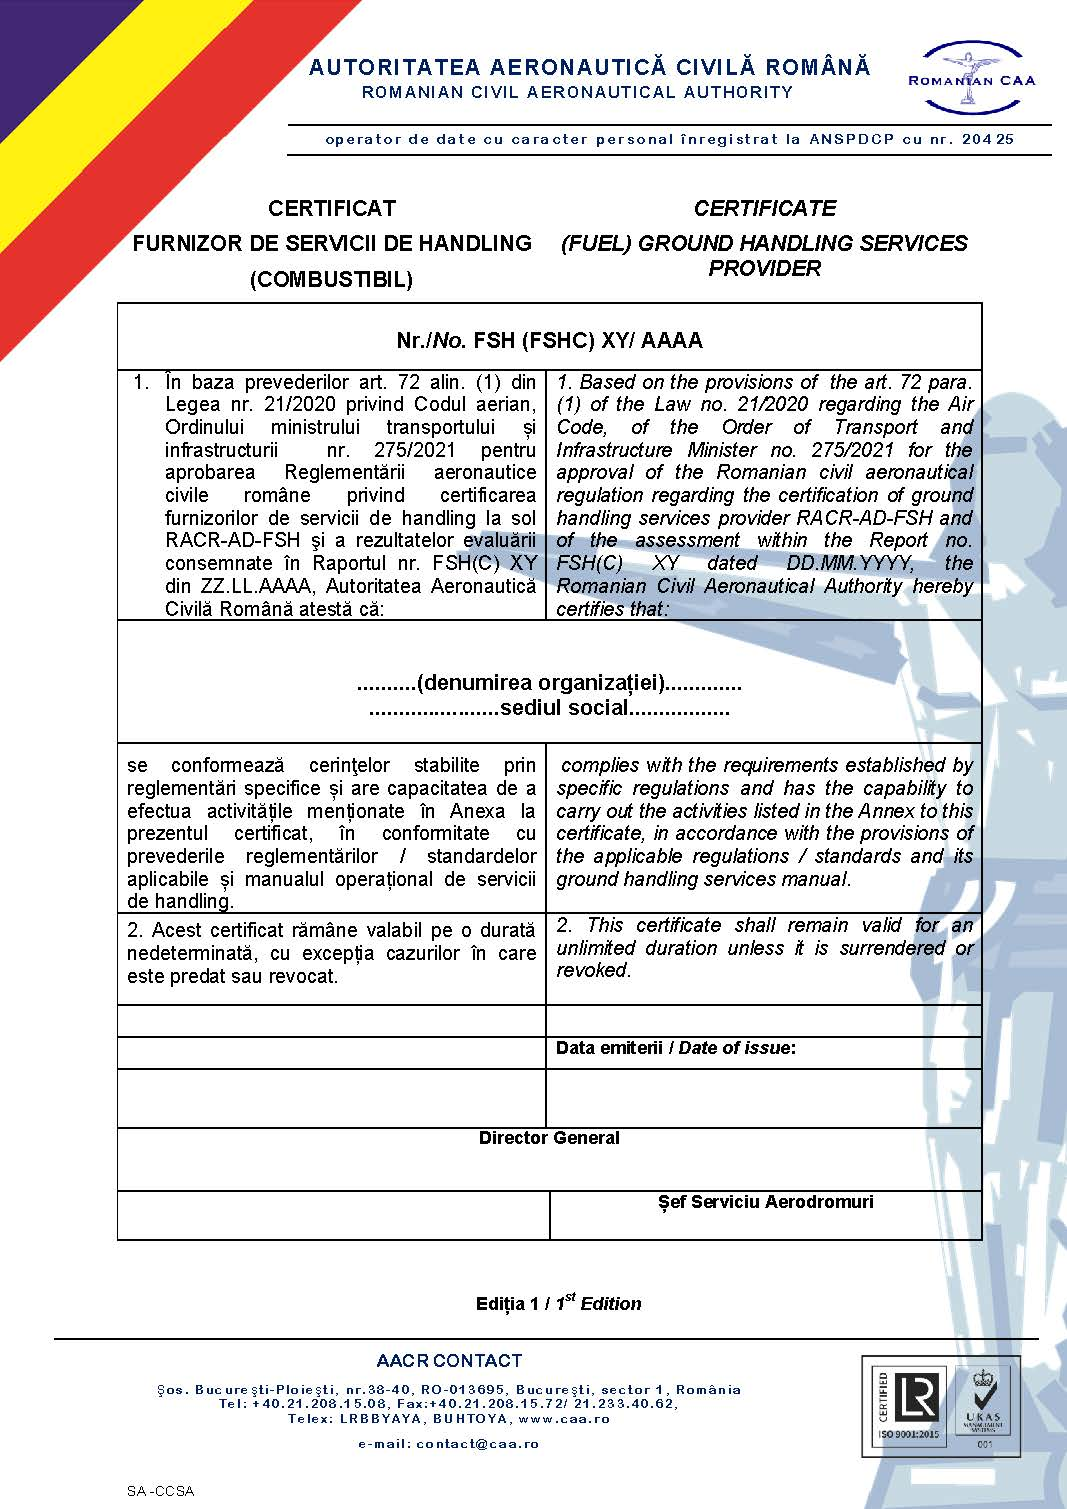 AUTORITATEA AERONAUTICĂ CIVILĂ ROMÂNĂ
ROMANIAN CIVIL AERONAUTICAL AUTHORITY
ROMANIAN CAA
operator de date cu caracter personal înregistrat la ANSPDCP cu nr. 20425
CERTIFICAT
FURNIZOR DE SERVICII DE HANDLING
(COMBUSTIBIL)
CERTIFICATE
(FUEL) GROUND HANDLING SERVICES
PROVIDER
Nr./No. FSH (FSHC) XY/ AAAA
1. În baza prevederilor art. 72 alin. (1) din
Legea nr. 21/2020 privind Codul aerian,
Ordinului ministrului transportului și
infrastructurii nr. 275/2021 pentru
aprobarea Reglementării aeronautice
civile române privind certificarea
furnizorilor de servicii de handling la sol
RACR-AD-FSH şi a rezultatelor evaluării
consemnate în Raportul nr. FSH(C) XY
din ZZ.LL.AAAA, Autoritatea Aeronautică
Civilă Română atestă că:
1. Based on the provisions of the art. 72 para.
(1) of the Law no. 21/2020 regarding the Air
Code, of the Order of Transport and
Infrastructure Minister no. 275/2021 for the
approval of the Romanian civil aeronautical
regulation regarding the certification of ground
handling services provider RACR-AD-FSH and
of the assessment within the Report no.
FSH(C) XY dated DD.MM.YYYY, the
Romanian Civil Aeronautical Authority hereby
certifies that:
..........(denumirea organizației).............
......................sediul social.................
se conformează cerinţelor stabilite prin
reglementări specifice și are capacitatea de a
efectua activitățile menționate în Anexa la
prezentul certificat, în conformitate cu
prevederile reglementărilor / standardelor
aplicabile și manualul operațional de servicii
de handling.
complies with the requirements established by
specific regulations and has the capability to
carry out the activities listed in the Annex to this
certificate, in accordance with the provisions of
the applicable regulations / standards and its
ground handling services manual.
2. Acest certificat rămâne valabil pe o durată
nedeterminată, cu excepția cazurilor în care
este predat sau revocat.
2. This certificate shall remain valid for an
unlimited duration unless it is surrendered or
revoked.
Data emiterii / Date of issue:
Director General
Șef Serviciu Aerodromuri
Ediția 1 / 1st Edition
AACR CONTACT
Şos. Bucureşti-Ploieşti, nr.38-40, RO-013695, Bucureşti, sector 1, România
Tel: +40.21.208.15.08, Fax:+40.21.208.15.72/ 21.233.40.62,
Telex: LRBBYAYA, BUHTOYA, www.caa.ro
e-mail: contact@caa.ro
CERTIFIED
LR
ISO 9001:2015
UKAS
MANAGEMENT
SYSTEMS
001
SA -CCSA